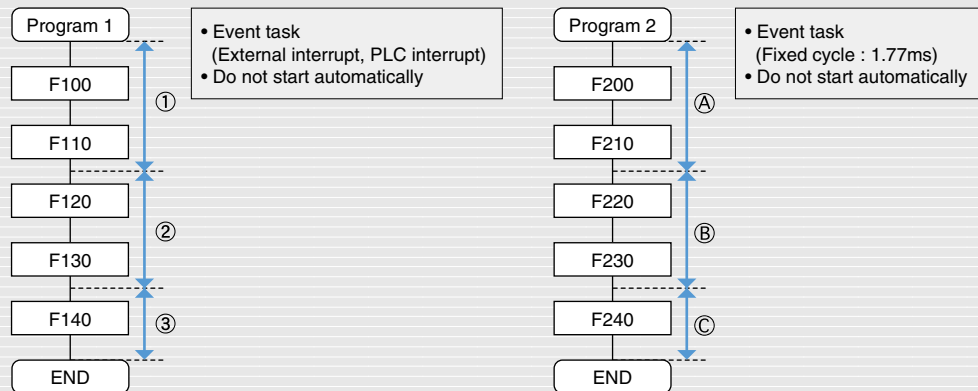 Program 1
F100
F110
F120
F130
F140
END
①
②
③
• Event task
(External interrupt, PLC interrupt)
• Do not start automatically
Program 2
F200
F210
F220
F230
F240
END
Ⓐ
Ⓑ
Ⓒ
• Event task
(Fixed cycle : 1.77ms)
• Do not start automatically